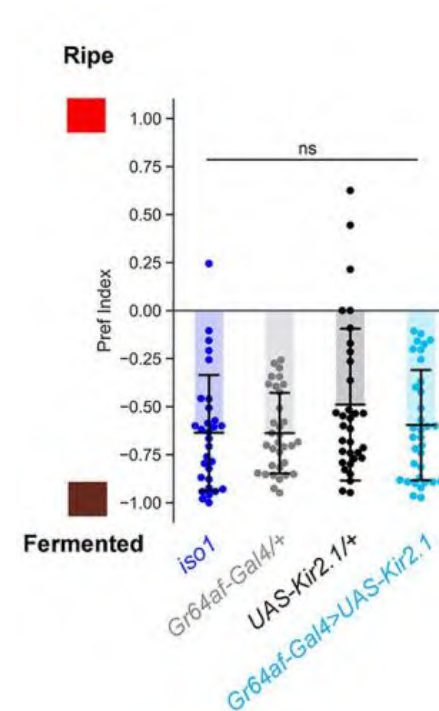 Ripe
1.00
ns
0.75
0.50
0.25
0.00
Pref Index
−0.25
−0.50
−0.75
−1.00
Fermented
iso1
Gr64af-Gal4/+
UAS-Kir2.1/+
Gr64af-Gal4>UAS-Kir2.1